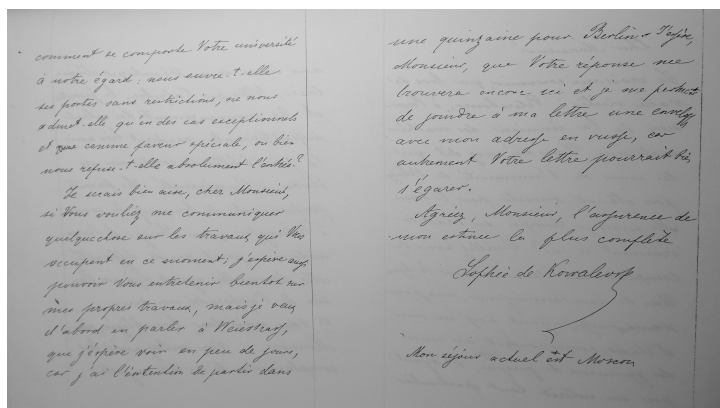 comment se comporte Votre université
à notre égard: nous ouvre-t-elle
ses portes sans restrictions, ne nous
admet-elle qu'en des cas exceptionnels
et comme faveur spéciale, ou bien
nous refuse-t-elle absolument l'entrée?
Je serais bien aise, cher Monsieur,
si Vous vouliez me communiquer
quelquechose sur les travaux qui Vous
occupent en ce moment; j'espère aussi
pouvoir Vous entretenir bientôt sur
mes propres travaux, mais je veux
d'abord en parler à Weierstrass,
que j'espère voir en peu de jours,
car j'ai l'intention de partir dans
une quinzaine pour Berlin. J'espère,
Monsieur, que Votre réponse me
trouvera encore ici et je me permets
de joindre à ma lettre une enveloppe
avec mon adresse en russe, car
autrement Votre lettre pourrait bien
s'égarer.
Agréez, Monsieur, l'assurence de
mon estime la plus complète
Sophie de Kowalevsky
Mon séjour actuel est Moscou